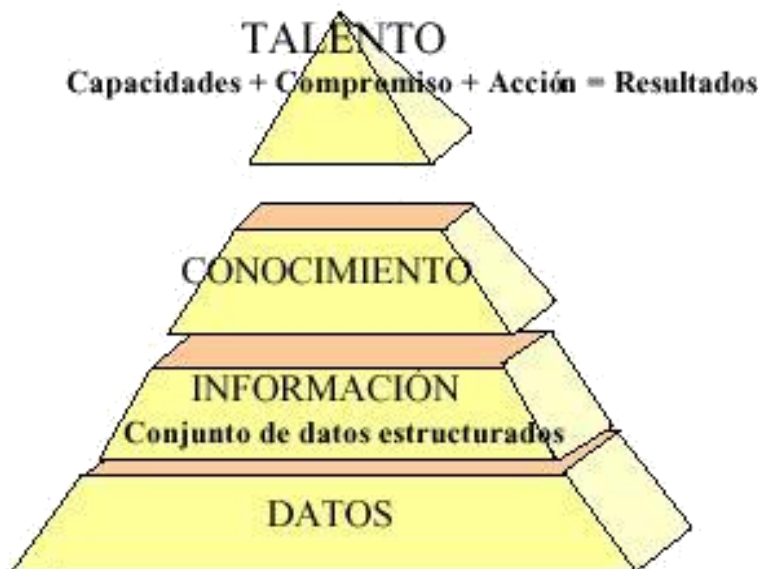 TALENTO
Capacidades + Compromiso + Acción = Resultados
CONOCIMIENTO
INFORMACIÓN
Conjunto de datos estructurados
DATOS